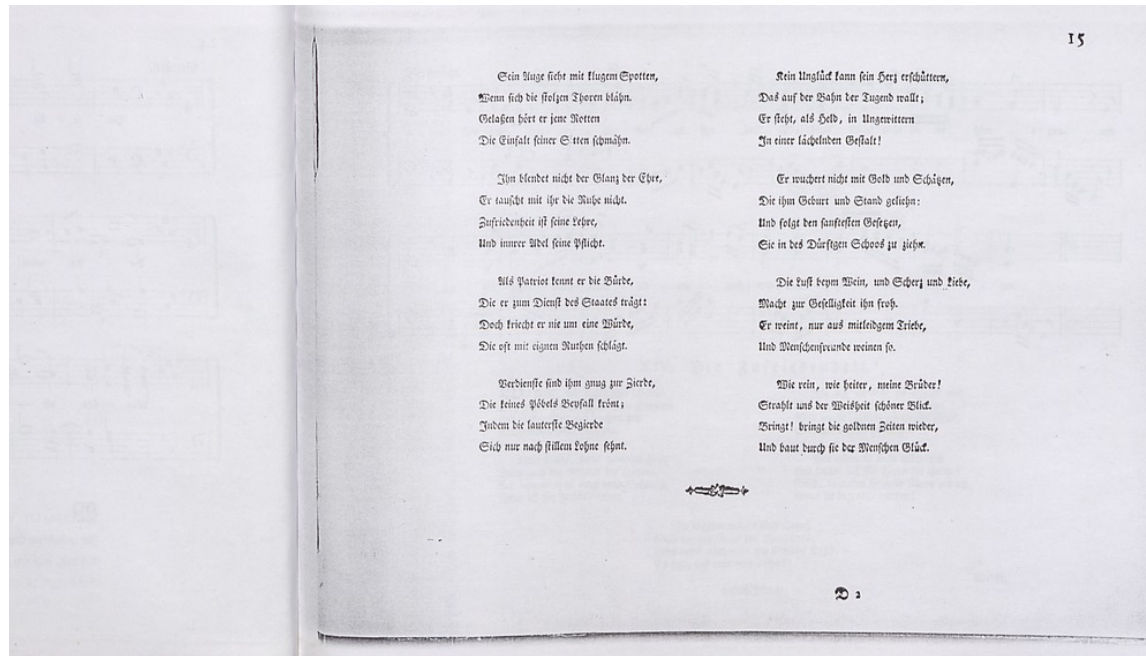 15
Sein Auge sieht mit klugem Spotten,
Wenn sich die stolzen Thoren blähn.
Gelaßen hört er jene Rotten
Die Einfalt seiner S tten schmähn.
Ihn blendet nicht der Glanz der Ehre,
Er tauscht mit ihr die Ruhe nicht.
Zufriedenheit ist seine Lehre,
Und innrer Adel seine Pflicht.
Als Patriot kennt er die Bürde,
Die er zum Dienst des Staates trägt:
Doch kriecht er nie um eine Würde,
Die oft mit eignen Ruthen schlägt.
Verdienste sind ihm gnug zur Zierde,
Die keines Pöbels Beyfall krönt;
Indem die lauterste Begierde
Sich nur nach stillem Lohne sehnt.
Kein Unglück kann sein Herz erschüttern,
Das auf der Bahn der Tugend wallt;
Er steht, als Held, in Ungewittern
In einer lächelnden Gestalt!
Er wuchert nicht mit Gold und Schätzen,
Die ihm Geburt und Stand geliehn:
Und folgt den sanftesten Gesetzen,
Sie in des Dürftgen Schoos zu ziehn.
Die Lust beym Wein, und Scherz und Liebe,
Macht zur Geselligkeit ihn froh.
Er weint, nur aus mitleidgem Triebe,
Und Menschenfreunde weinen so.
Wie rein, wie heiter, meine Brüder!
Strahlt uns der Weisheit schöner Blick.
Bringt! bringt die goldnen Zeiten wieder,
Und baut durch sie der Menschen Glück.
D 2